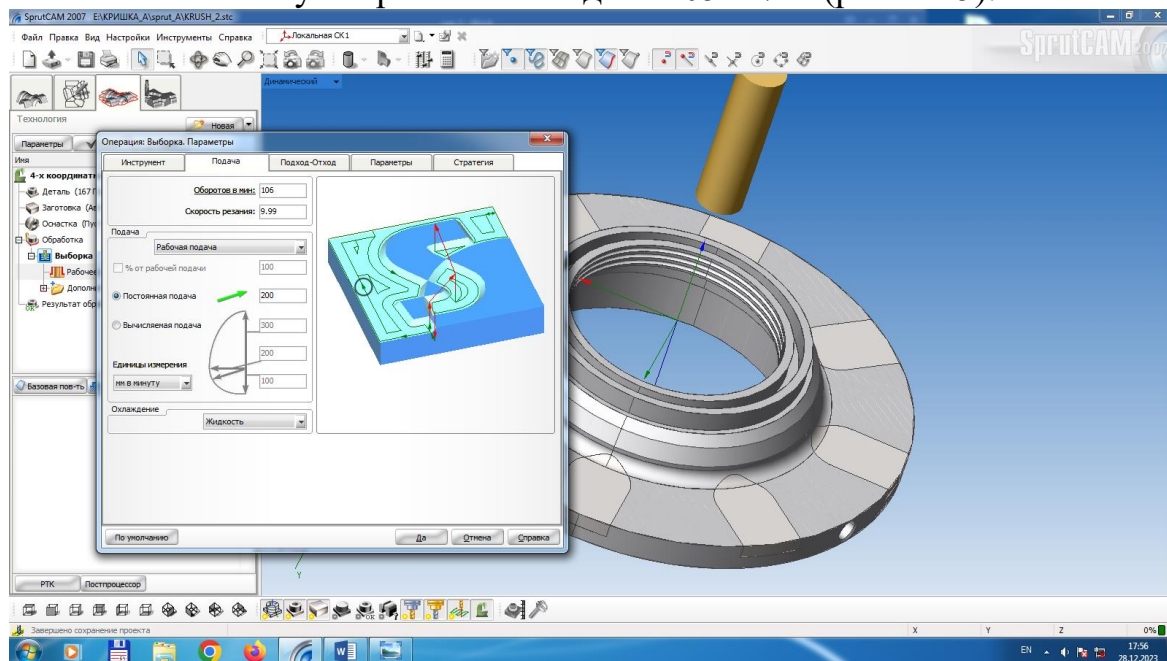 SprutCAM 2007 E:\КРИШКА_А\sprut_A\KRUSH_2.stc
Файл Правка Вид Настройки Инструменты Справка
Локальная СК1
SprutCAM 2007
Динамический
Технология
Новая
Параметры
Имя
4-х координатн
Деталь (167 Г
Заготовка (Ав
Оснастка (Пус
Обработка
Выборка
Рабочее
Дополни
Результат обр
Базовая пов-ть
Операция: Выборка. Параметры
Инструмент Подача Подход-Отход Параметры Стратегия
Оборотов в мин: 106
Скорость резания: 9.99
Подача
Рабочая подача
% от рабочей подачи 100
Постоянная подача 200
Вычисляемая подача 300
200
Единицы измерения
мм в минуту 100
Охлаждение
Жидкость
По умолчанию Да Отмена Справка
Y
РТК Постпроцессор
Завершено сохранение проекта X Y Z 0%
EN 17:56
28.12.2023